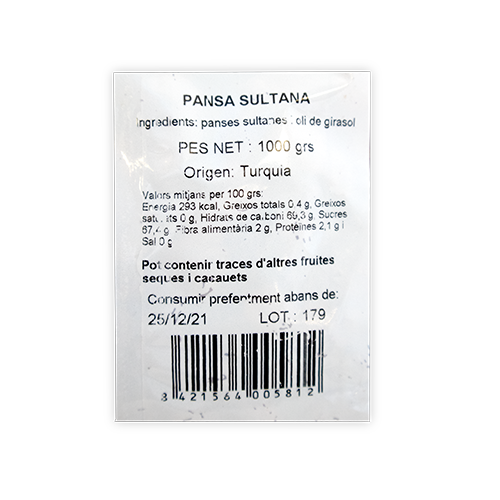 PANSA SULTANA
Ingredients: panses sultanes i oli de girasol
PES NET : 1000 grs
Origen: Turquia
Valors mitjans per 100 grs:
Energia 293 kcal, Greixos totals 0,4 g, Greixos
saturats 0 g, Hidrats de carboni 69,3 g, Sucres
67,4 g, Fibra alimentària 2 g, Protëines 2,1 g i
Sal 0 g
Pot contenir traces d'altres fruites
seques i cacauets
Consumir prefentment abans de:
25/12/21 LOT : 179
8 421564 005812